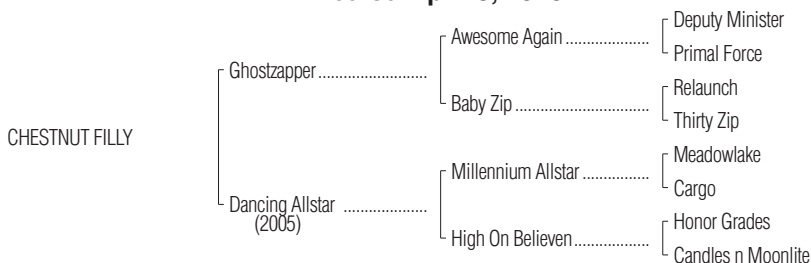 Deputy Minister
Awesome Again ....................
Primal Force
Ghostzapper..........................
Relaunch
Baby Zip ................................
Thirty Zip
CHESTNUT FILLY
Meadowlake
Millennium Allstar ................
Cargo
Dancing Allstar ....................
(2005)
Honor Grades
High On Believen..................
Candles n Moonlite